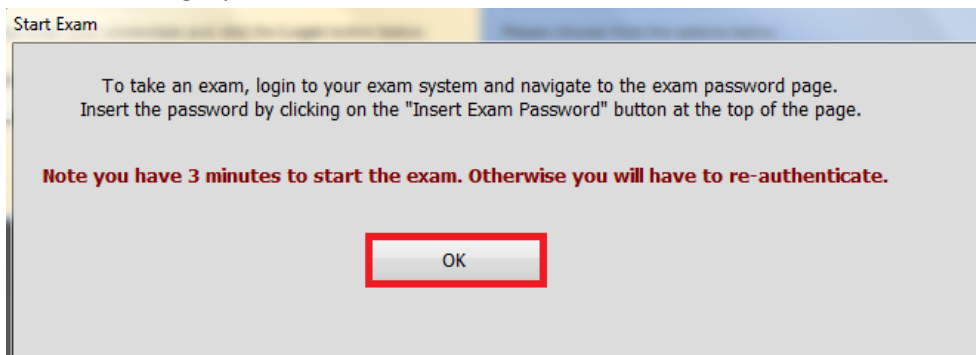 Start Exam
To take an exam, login to your exam system and navigate to the exam password page.
Insert the password by clicking on the "Insert Exam Password" button at the top of the page.
Note you have 3 minutes to start the exam. Otherwise you will have to re-authenticate.
OK